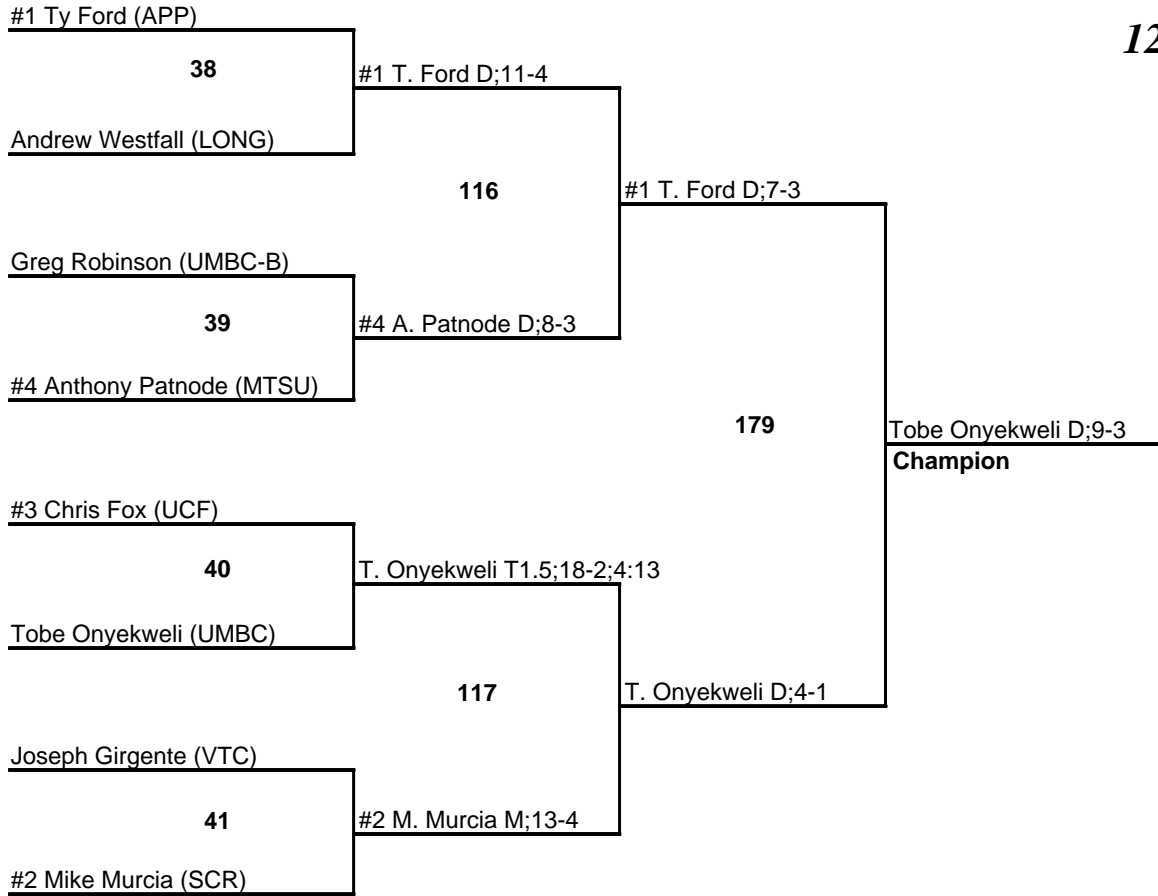 #1 Ty Ford (APP)
12
38
#1 T. Ford D;11-4
Andrew Westfall (LONG)
116
#1 T. Ford D;7-3
Greg Robinson (UMBC-B)
39
#4 A. Patnode D;8-3
#4 Anthony Patnode (MTSU)
179
Tobe Onyekweli D;9-3
Champion
#3 Chris Fox (UCF)
40
T. Onyekweli T1.5;18-2;4:13
Tobe Onyekweli (UMBC)
117
T. Onyekweli D;4-1
Joseph Girgente (VTC)
41
#2 M. Murcia M;13-4
#2 Mike Murcia (SCR)